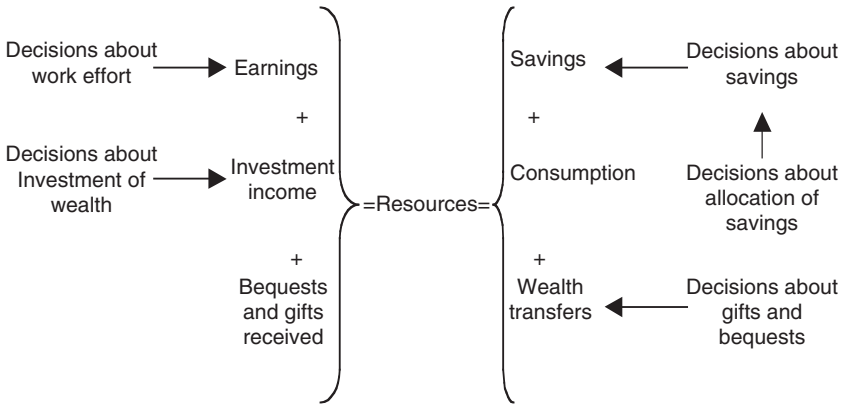 Decisions about
work effort
Earnings
+
Decisions about
Investment of
wealth
Investment
income
+
Bequests
and gifts
received
=Resources=
Savings
+
Consumption
+
Wealth
transfers
Decisions about
savings
Decisions about
allocation of
savings
Decisions about
gifts and
bequests